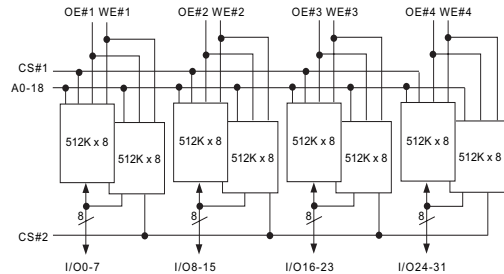 OE#1 WE#1 OE#2 WE#2 OE#3 WE#3 OE#4 WE#4
CS#1
A0-18
512K x 8 512K x 8 512K x 8 512K x 8
512K x 8 512K x 8 512K x 8 512K x 8
8 8 8 8
CS#2
I/O0-7 I/O8-15 I/O16-23 I/O24-31